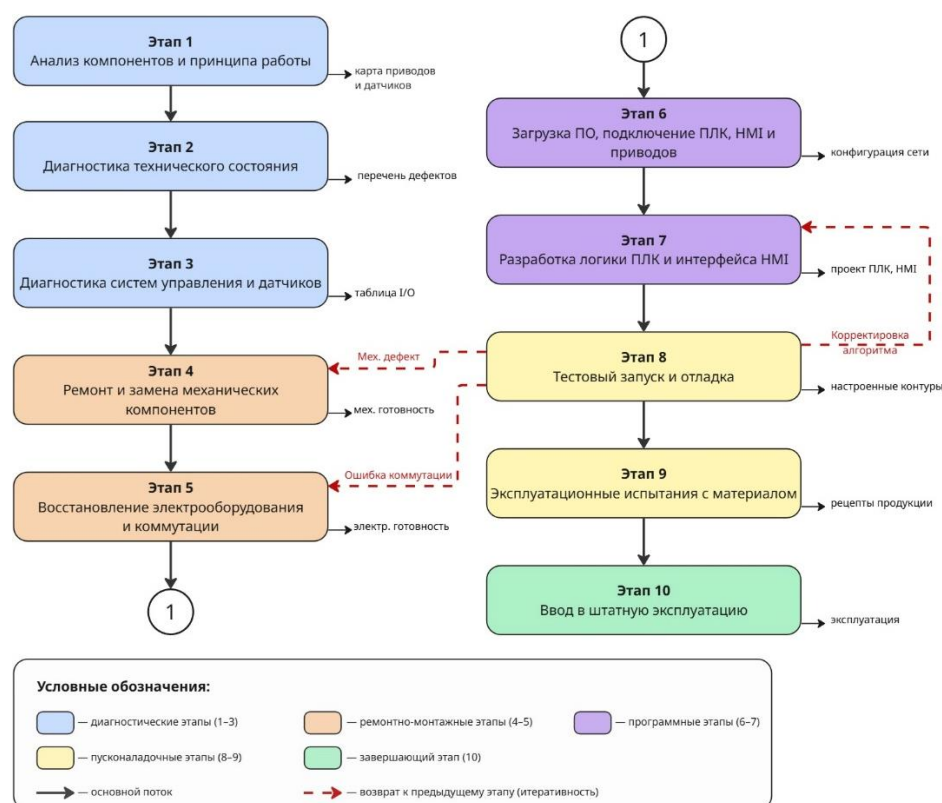 Этап 1
Анализ компонентов и принципа работы
карта приводов
и датчиков
Этап 2
Диагностика технического состояния
перечень дефектов
Этап 3
Диагностика систем управления и датчиков
таблица I/O
Этап 4
Ремонт и замена механических
компонентов
мех. готовность
Этап 5
Восстановление электрооборудования
и коммутации
электр. готовность
1
1
Этап 6
Загрузка ПО, подключение ПЛК, HMI и
приводов
конфигурация сети
Этап 7
Разработка логики ПЛК и интерфейса HMI
проект ПЛК, HMI
Корректировка
алгоритма
Этап 8
Тестовый запуск и отладка
настроенные контуры
Мех. дефект
Ошибка коммутации
Этап 9
Эксплуатационные испытания с материалом
рецепты продукции
Этап 10
Ввод в штатную эксплуатацию
эксплуатация
Условные обозначения:
— диагностические этапы (1–3)
— ремонтно-монтажные этапы (4–5)
— программные этапы (6–7)
— пусконаладочные этапы (8–9)
— завершающий этап (10)
— основной поток
— возврат к предыдущему этапу (итеративность)